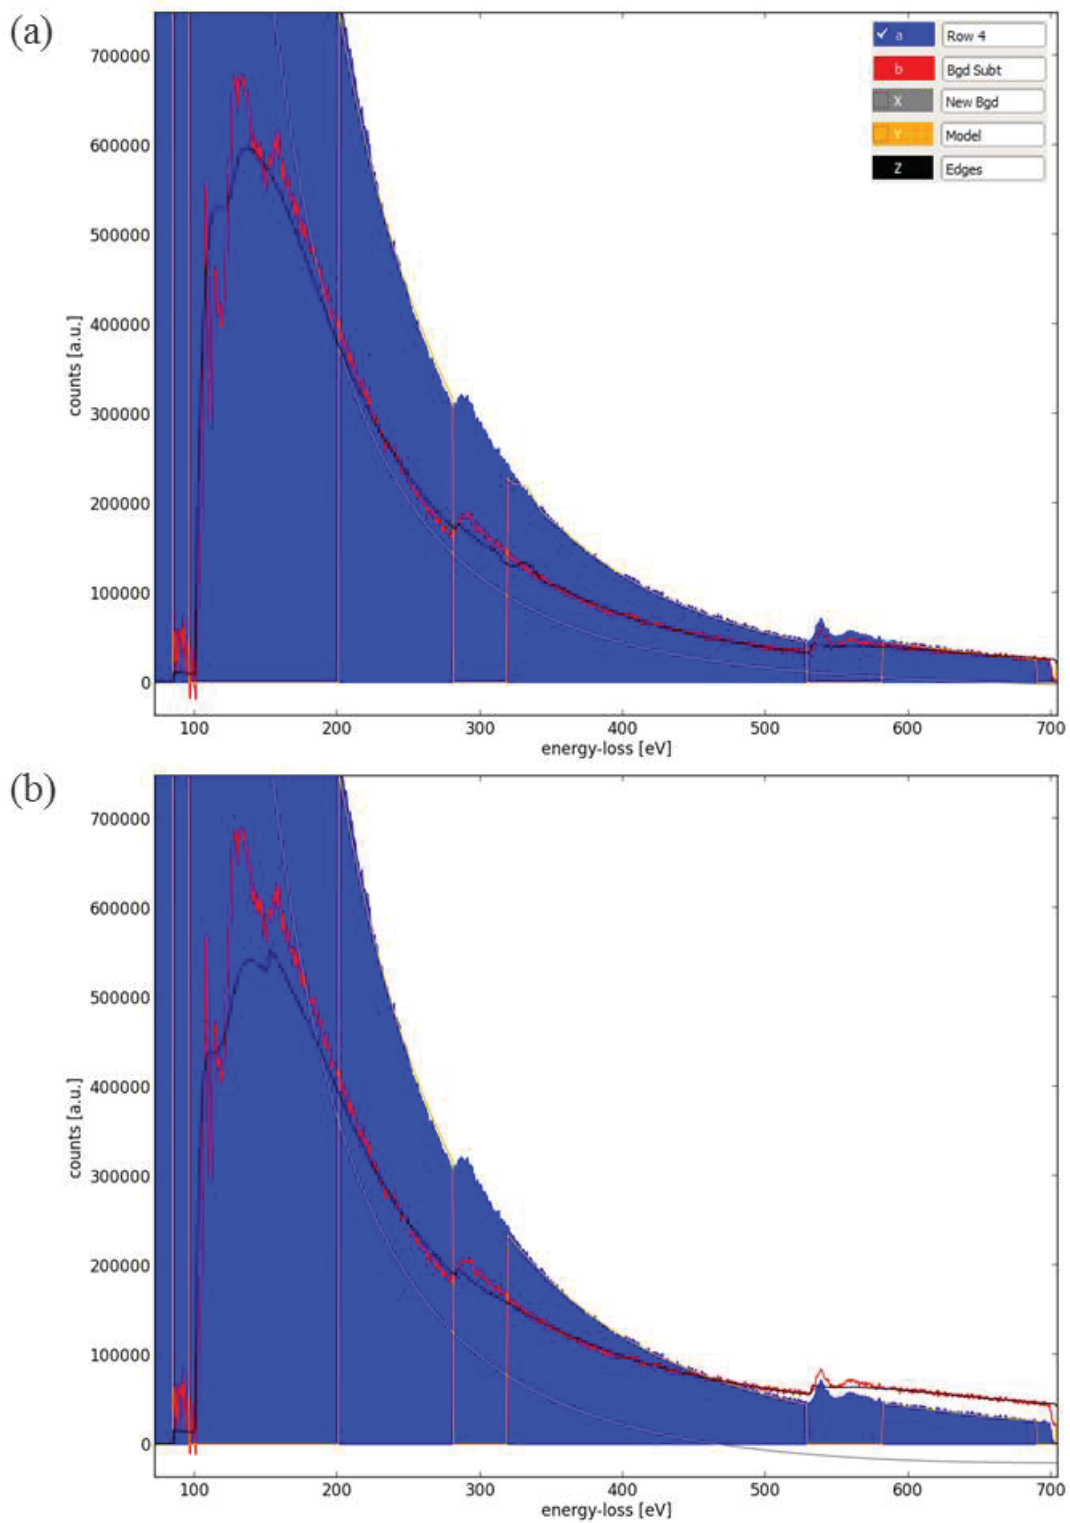 (a)
700000
600000
500000
400000
300000
200000
100000
0
counts [a.u.]
100 200 300 400 500 600 700
energy-loss [eV]
a Row 4
b Bgd Subt
X New Bgd
Y Model
Z Edges
(b)
700000
600000
500000
400000
300000
200000
100000
0
counts [a.u.]
100 200 300 400 500 600 700
energy-loss [eV]